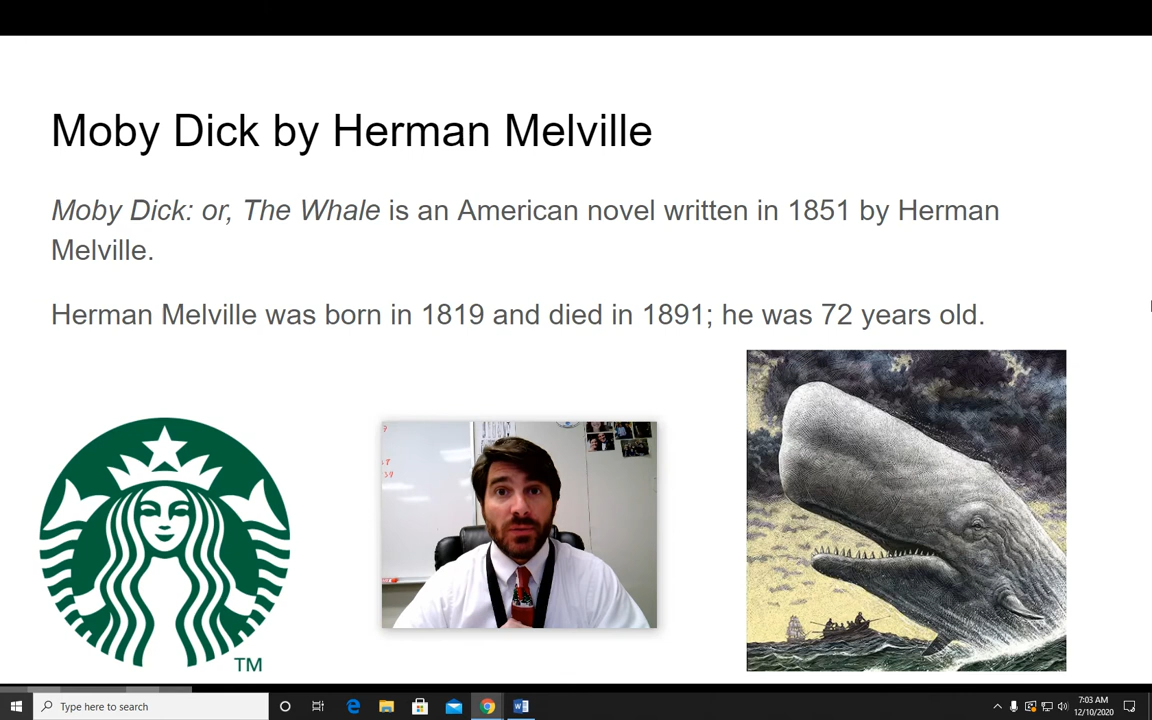 Moby Dick by Herman Melville
Moby Dick: or, The Whale is an American novel written in 1851 by Herman
Melville.
Herman Melville was born in 1819 and died in 1891; he was 72 years old.
TM
Type here to search
7:03 AM
12/10/2020